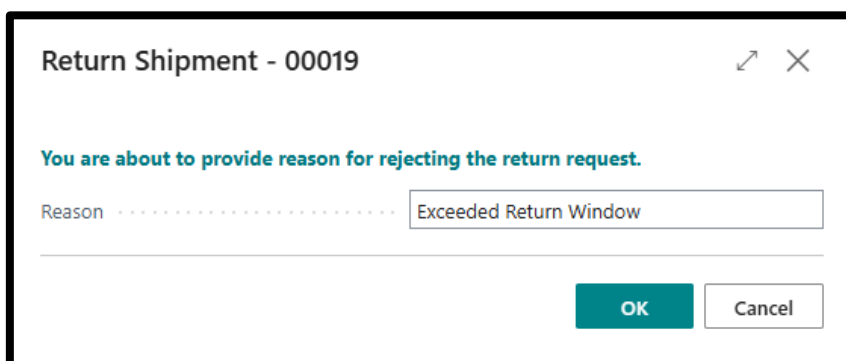 Return Shipment - 00019
You are about to provide reason for rejecting the return request.
Reason Exceeded Return Window
OK Cancel